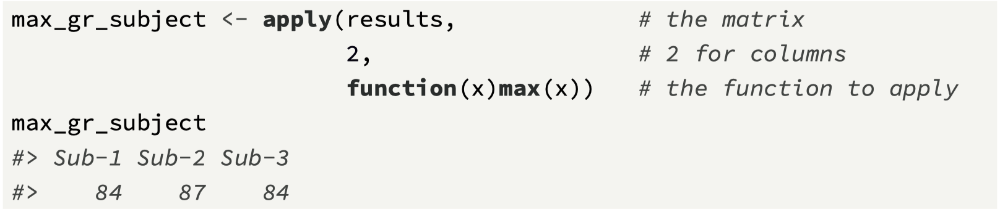 max_gr_subject <- apply(results,                # the matrix
                        2,                      # 2 for columns
                        function(x)max(x))      # the function to apply
max_gr_subject
#> Sub-1 Sub-2 Sub-3
#>    84    87    84